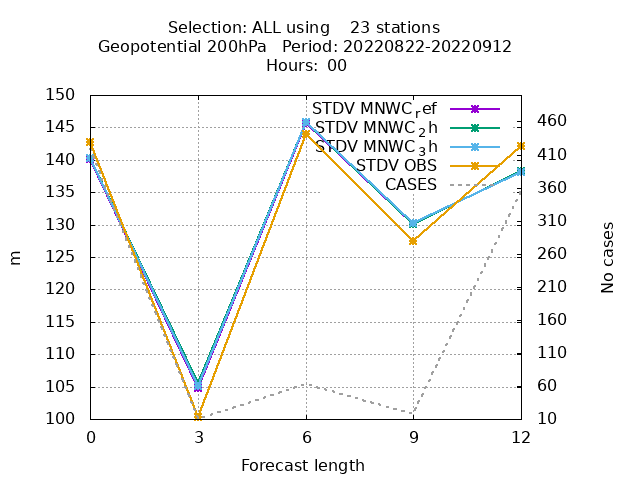 Selection: ALL using 23 stations
Geopotential 200hPa Period: 20220822-20220912
Hours: 00
STDV MNWC_ref
STDV MNWC_2h
STDV MNWC_3h
STDV OBS
CASES
150
145
140
135
130
125
120
115
110
105
100
m
460
410
360
310
260
210
160
110
60
10
No cases
0 3 6 9 12
Forecast length